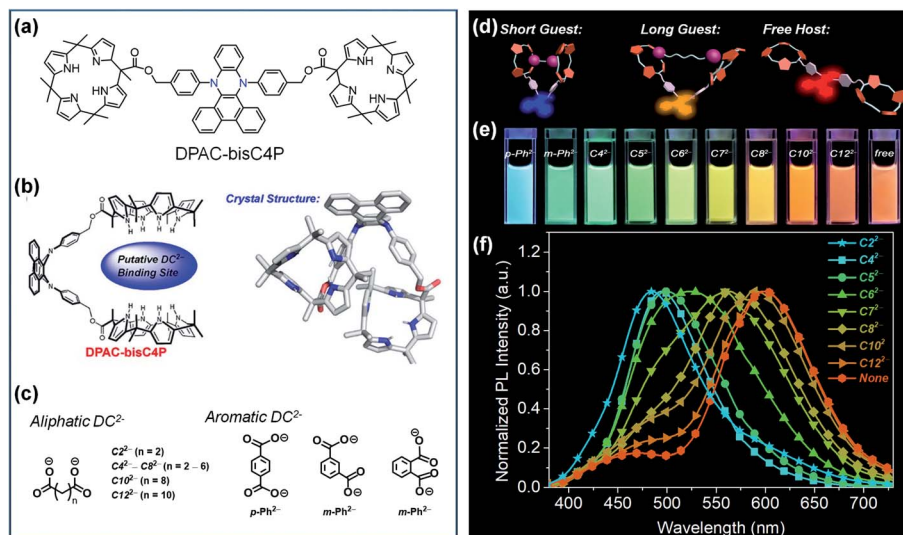 (a)
O
O
NH
N
N
HN
N
N
O
O
NH
N
HN
N
DPAC-bisC4P
(b)
Crystal Structure:
Putative DC²⁻
Binding Site
H H H H
N N N N
O
O
N
N
O
O
H H H H
N N N N
DPAC-bisC4P
(c)
Aliphatic DC²⁻
Aromatic DC²⁻
C2²⁻ (n = 2)
C4²⁻– C8²⁻ (n = 2 – 6)
C10²⁻ (n = 8)
C12²⁻ (n = 10)
O O
O O
n
p-Ph²⁻
m-Ph²⁻
m-Ph²⁻
(d)
Short Guest:
Long Guest:
Free Host:
(e)
p-Ph²⁻ m-Ph²⁻ C4²⁻ C5²⁻ C6²⁻ C7²⁻ C8²⁻ C10²⁻ C12²⁻ free
(f)
Normalized PL Intensity (a.u.)
1.0
0.8
0.6
0.4
0.2
0.0
C2²⁻
C4²⁻
C5²⁻
C6²⁻
C7²
C8²⁻
C10²
C12²⁻
None
400 450 500 550 600 650 700
Wavelength (nm)